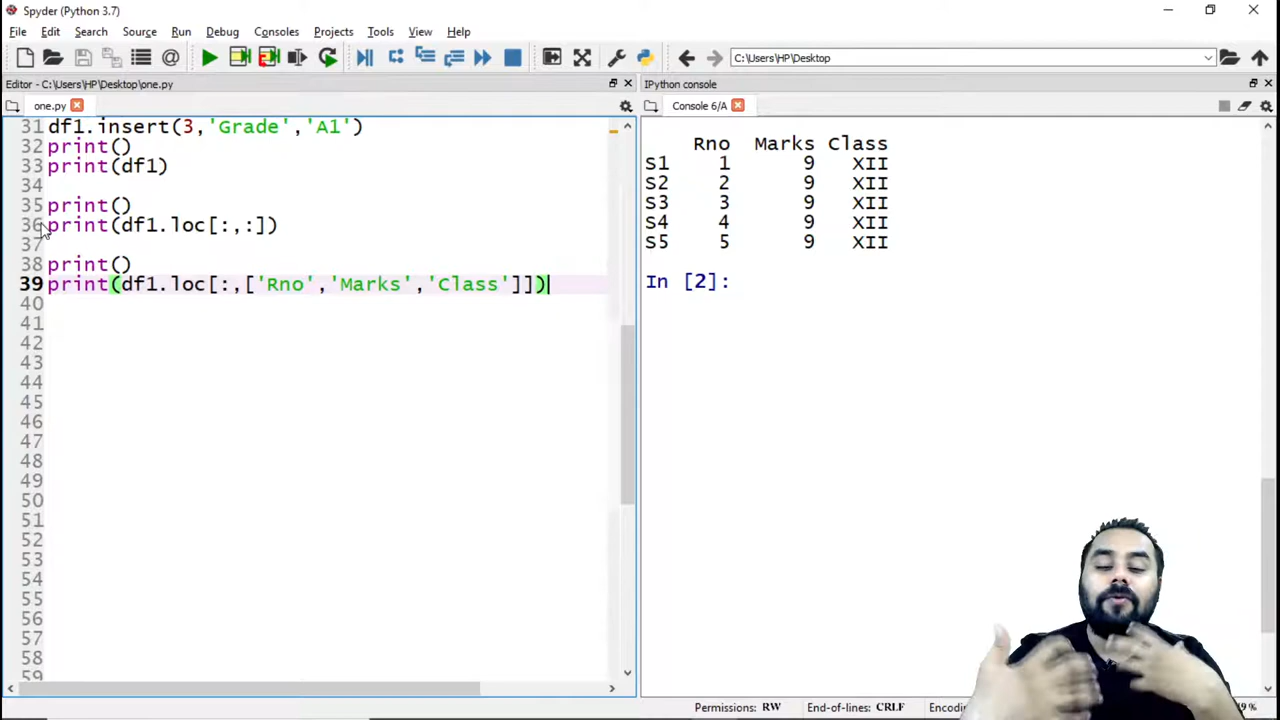 Spyder (Python 3.7)
File Edit Search Source Run Debug Consoles Projects Tools View Help
C:\Users\HP\Desktop
Editor - C:\Users\HP\Desktop\one.py
IPython console
one.py
Console 6/A
31 df1.insert(3,'Grade','A1')
32 print()
33 print(df1)
34
35 print()
36 print(df1.loc[:,:])
37
38 print()
39 print(df1.loc[:,['Rno','Marks','Class']])
40
41
42
43
44
45
46
47
48
49
50
51
52
53
54
55
56
57
58
59
Rno Marks Class
S1 1 9 XII
S2 2 9 XII
S3 3 9 XII
S4 4 9 XII
S5 5 9 XII
In [2]:
Permissions: RW End-of-lines: CRLF